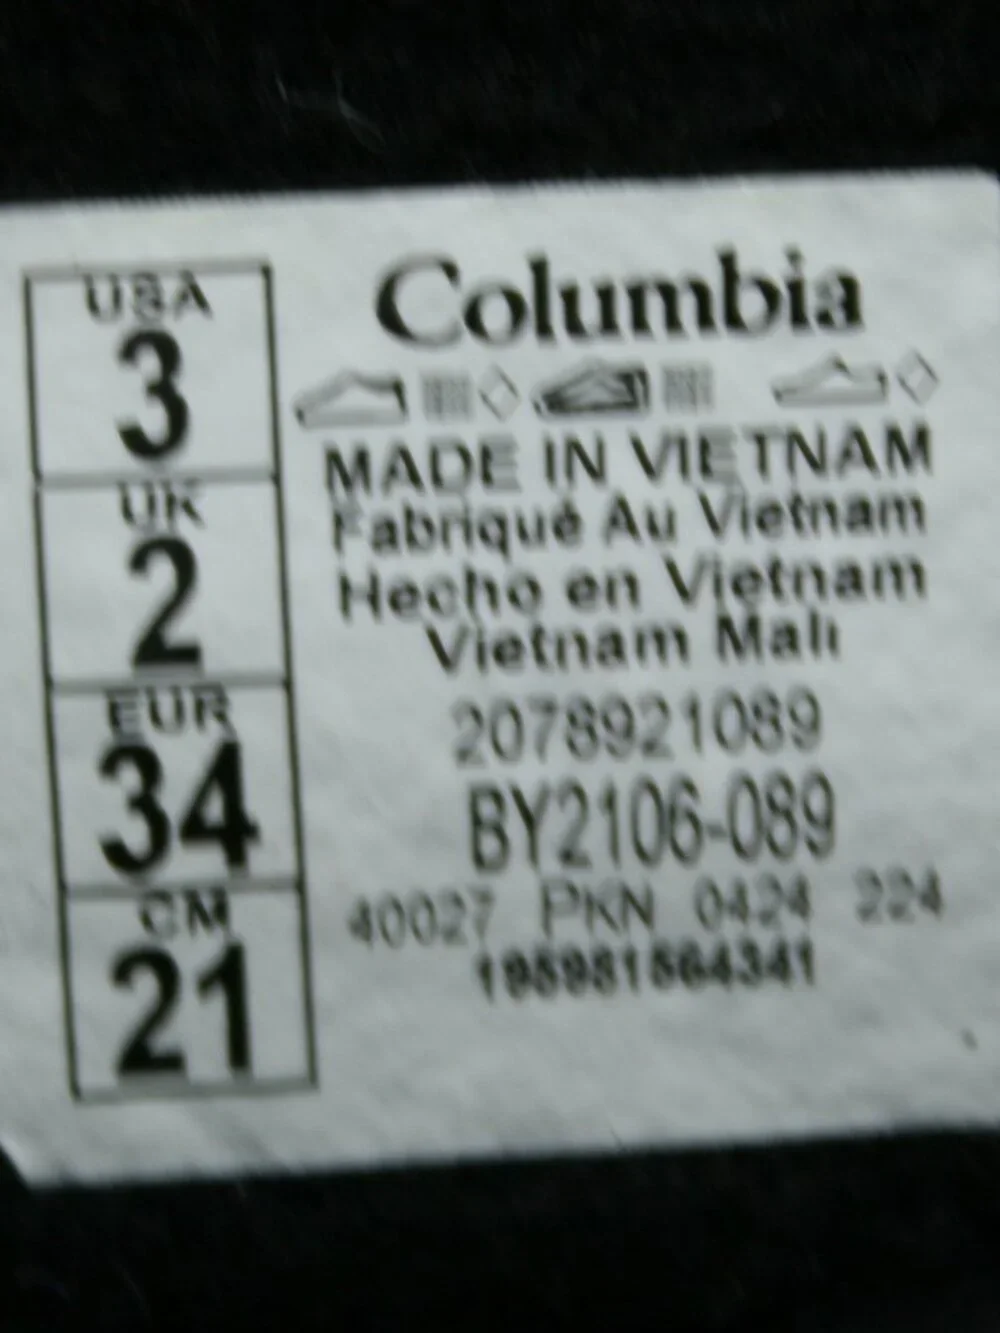 USA
3
UK
2
EUR
34
CM
21
Columbia
MADE IN VIETNAM
Fabriqué Au Vietnam
Hecho en Vietnam
Vietnam Malı
2078921089
BY2106-089
40027 PKN 0424 224
195981564341